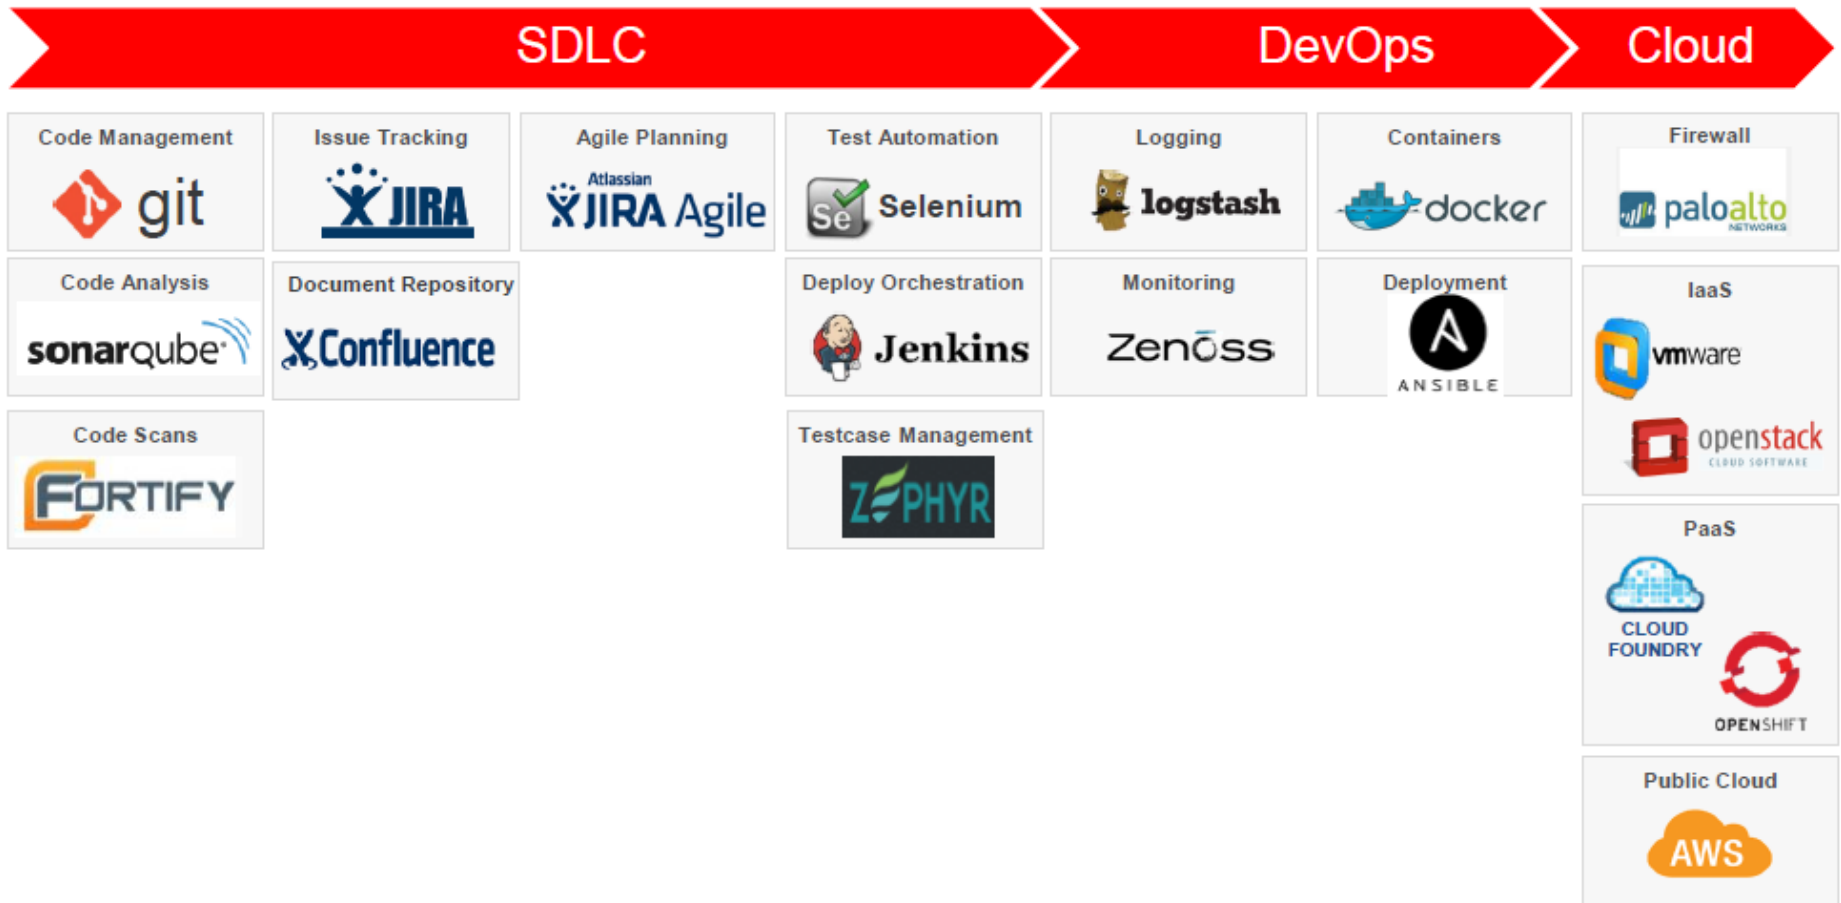 SDLC
DevOps
Cloud
Code Management
git
Issue Tracking
JIRA
Agile Planning
Atlassian
JIRA Agile
Test Automation
Se
Selenium
Logging
logstash
Containers
docker
Firewall
paloalto
NETWORKS
Code Analysis
sonarqube
Document Repository
Confluence
Deploy Orchestration
Jenkins
Monitoring
Zenoss
Deployment
A
ANSIBLE
IaaS
vmware
openstack
CLOUD SOFTWARE
Code Scans
FORTIFY
Testcase Management
ZEPHYR
PaaS
CLOUD
FOUNDRY
OPENSHIFT
Public Cloud
AWS